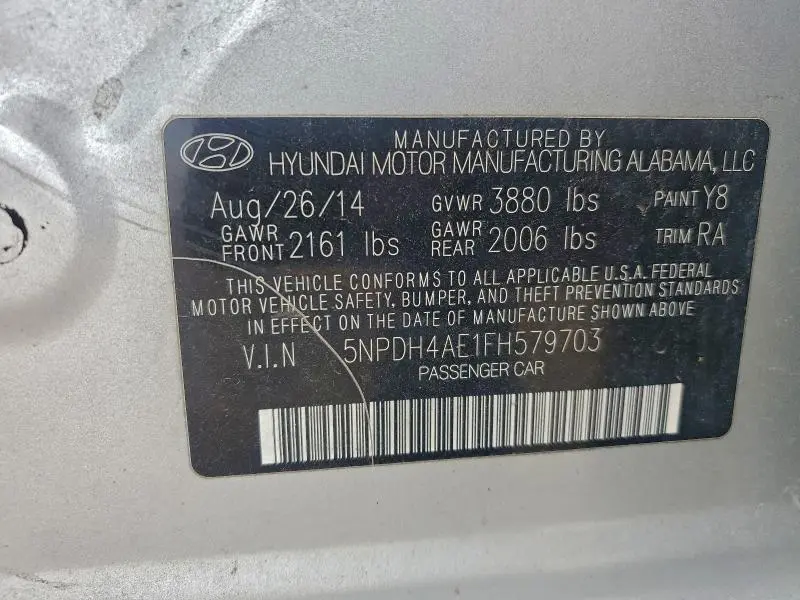 MANUFACTURED BY
HYUNDAI MOTOR MANUFACTURING ALABAMA, LLC
Aug/26/14 GVWR 3880 lbs PAINT Y8
GAWR FRONT 2161 lbs GAWR REAR 2006 lbs TRIM RA
THIS VEHICLE CONFORMS TO ALL APPLICABLE U.S.A. FEDERAL
MOTOR VEHICLE SAFETY, BUMPER, AND THEFT PREVENTION STANDARDS
IN EFFECT ON THE DATE OF MANUFACTURE SHOWN ABOVE
V.I.N 5NPDH4AE1FH579703
PASSENGER CAR